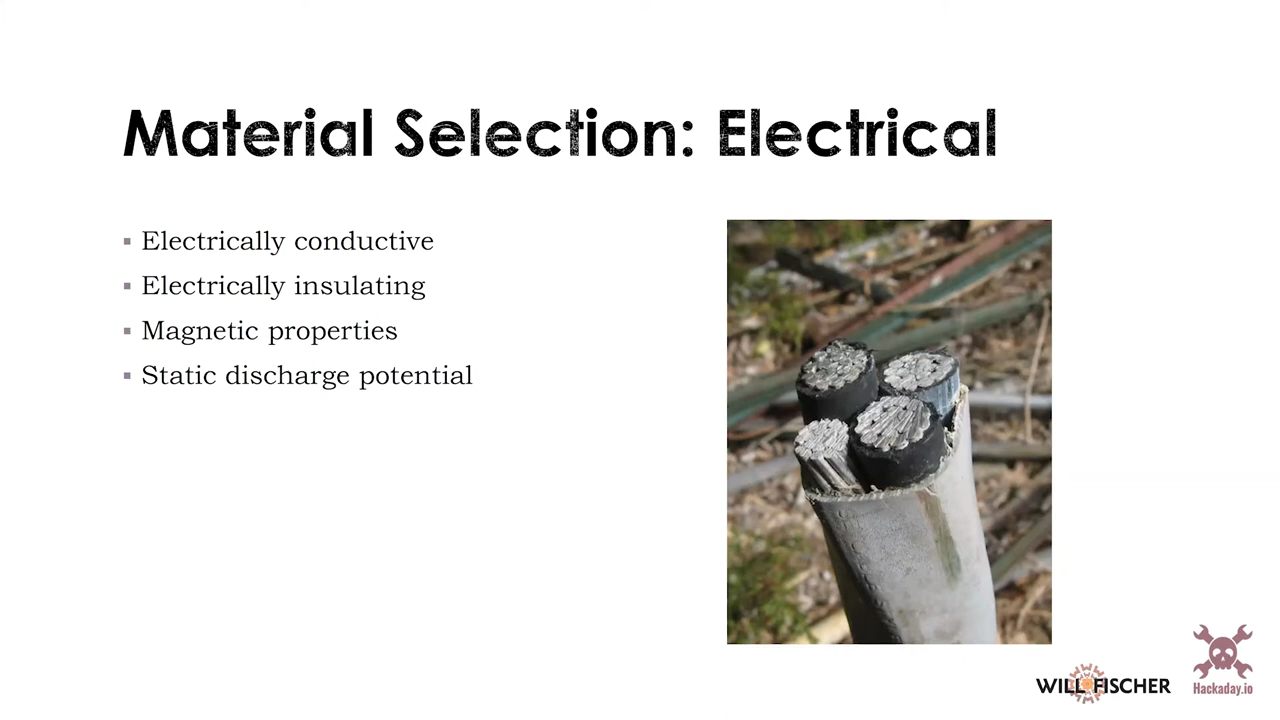 Material Selection: Electrical
▪ Electrically conductive
▪ Electrically insulating
▪ Magnetic properties
▪ Static discharge potential
WILL FISCHER
Hackaday.io